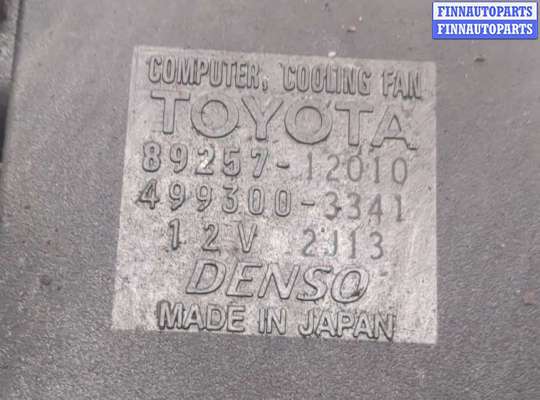 FINNAUTOPARTS
FINNAUTOPARTS
COMPUTER, COOLING FAN
TOYOTA
89257-12010
499300-3341
12V 2J13
DENSO
MADE IN JAPAN